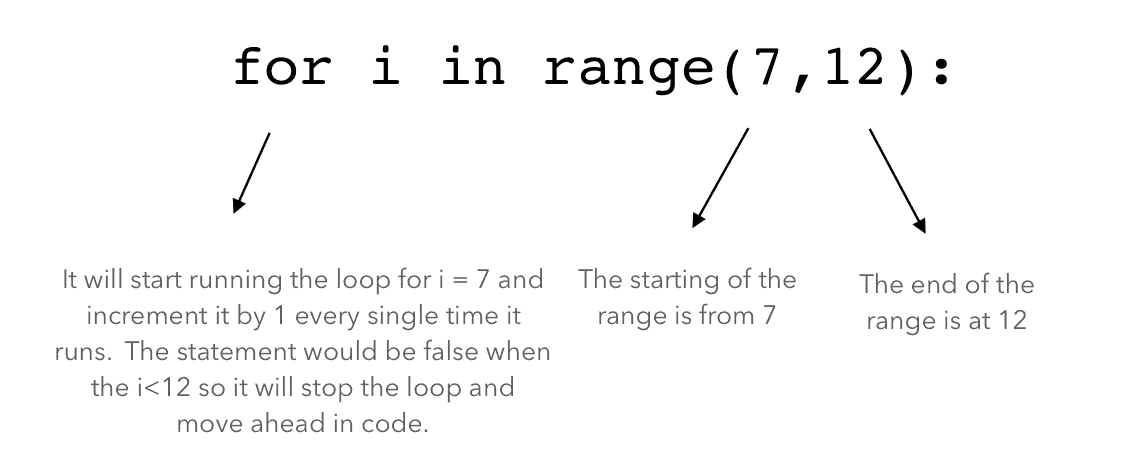 for i in range(7,12):
It will start running the loop for i = 7 and
increment it by 1 every single time it
runs.  The statement would be false when
the i<12 so it will stop the loop and
move ahead in code.
The starting of the
range is from 7
The end of the
range is at 12